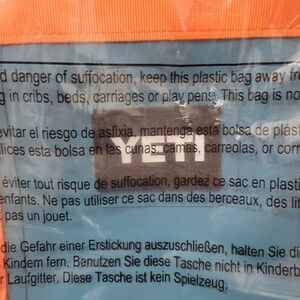 d danger of suffocation, keep this plastic bag away fr
g in cribs, beds, carriages or play pens. This bag is no
evitar el riesgo de asfixia, mantenga esta bolsa de plás
lices esta bolsa en las cunas, camas, carreolas, or corr
YETI
éviter tout risque de suffocation, gardez ce sac en plasti
enfants. Ne pas utiliser ce sac dans des berceaux, des lit
t pas un jouet.
die Gefahr einer Erstickung auszuschließen, halten Sie di
Kindern fern. Benutzen Sie diese Tasche nicht in Kinderb
r Laufgitter. Diese Tasche ist kein Spielzeug.